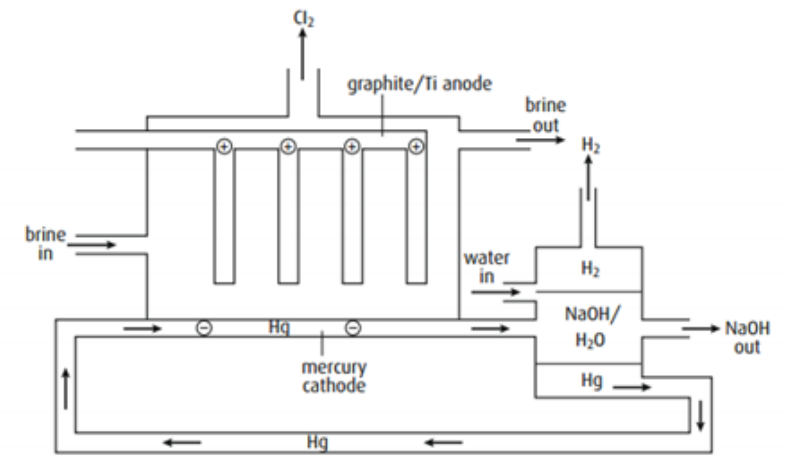 Cl₂
graphite/Ti anode
brine
out
H₂
+ + + +
brine
in
water
in
H₂
NaOH/
H₂O
NaOH
out
− Hg −
mercury
cathode
Hg
Hg